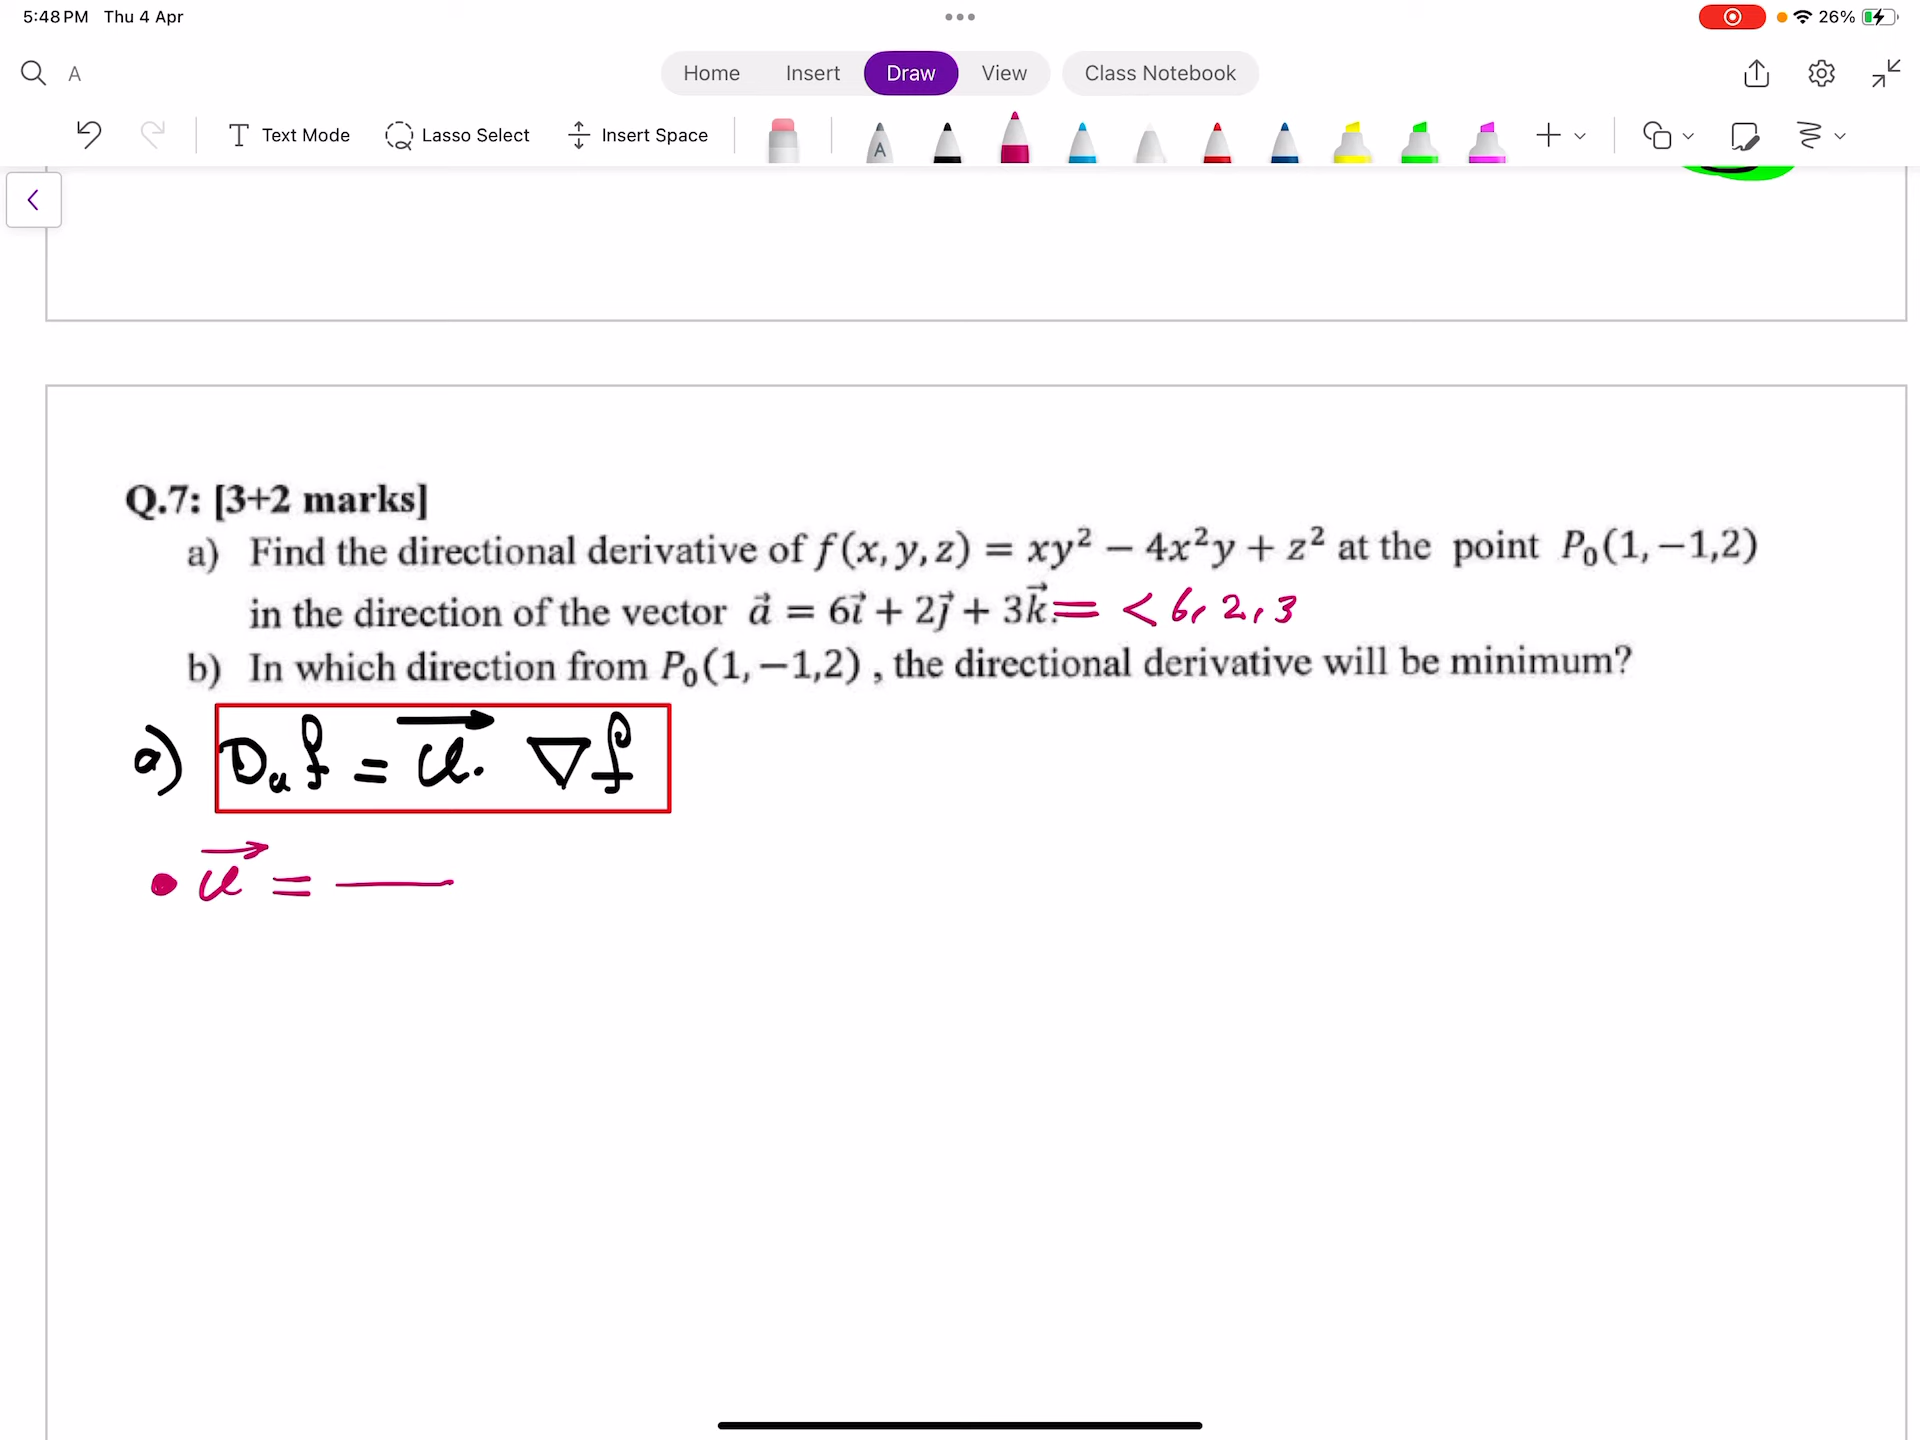 5:48 PM Thu 4 Apr
26%
A
Home Insert Draw View Class Notebook
Text Mode Lasso Select Insert Space
A
Q.7: [3+2 marks]
a) Find the directional derivative of f(x, y, z) = xy² − 4x²y + z² at the point P₀(1, −1,2)
in the direction of the vector a⃗ = 6i⃗ + 2j⃗ + 3k⃗. = < 6, 2, 3
b) In which direction from P₀(1, −1,2) , the directional derivative will be minimum?
a) Dᵤf = u⃗ . ∇f
• u⃗ = —